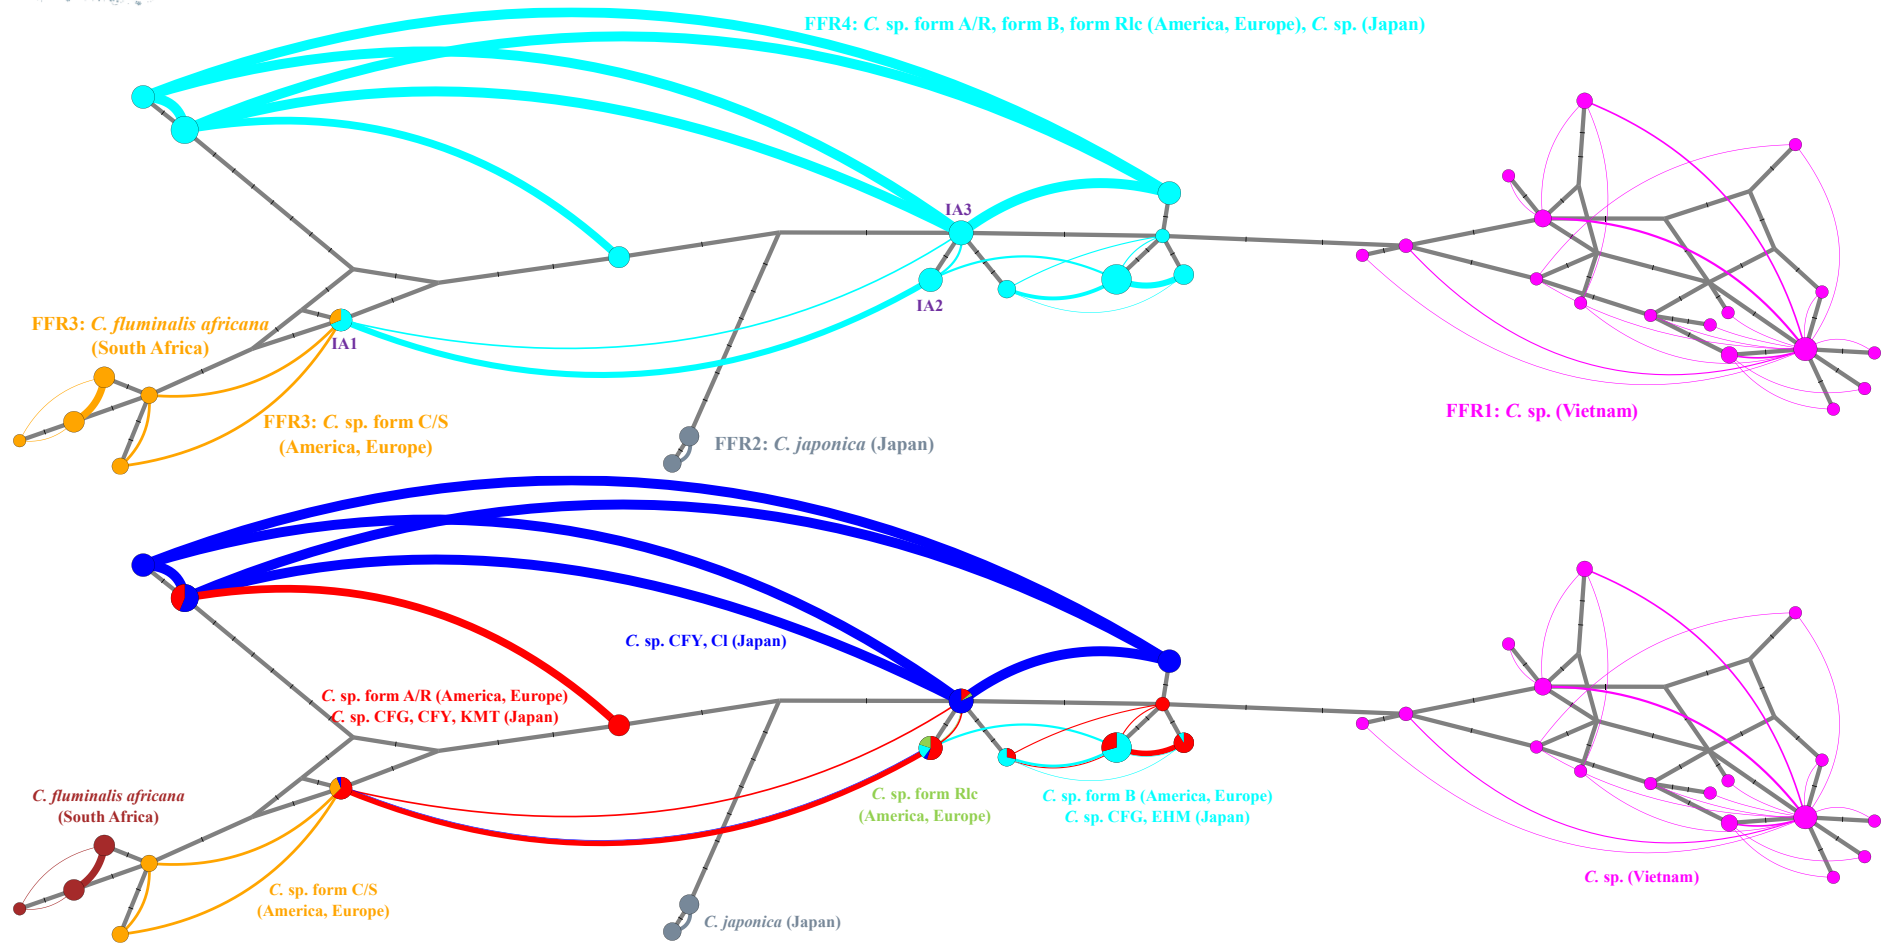 FFR4: C. sp. form A/R, form B, form Rlc (America, Europe), C. sp. (Japan)
IA3
IA2
FFR3: C. fluminalis africana
(South Africa)
IA1
FFR3: C. sp. form C/S
(America, Europe)
FFR2: C. japonica (Japan)
FFR1: C. sp. (Vietnam)
C. sp. CFY, Cl (Japan)
C. sp. form A/R (America, Europe)
C. sp. CFG, CFY, KMT (Japan)
C. fluminalis africana
(South Africa)
C. sp. form Rlc
(America, Europe)
C. sp. form B (America, Europe)
C. sp. CFG, EHM (Japan)
C. sp. form C/S
(America, Europe)
C. japonica (Japan)
C. sp. (Vietnam)